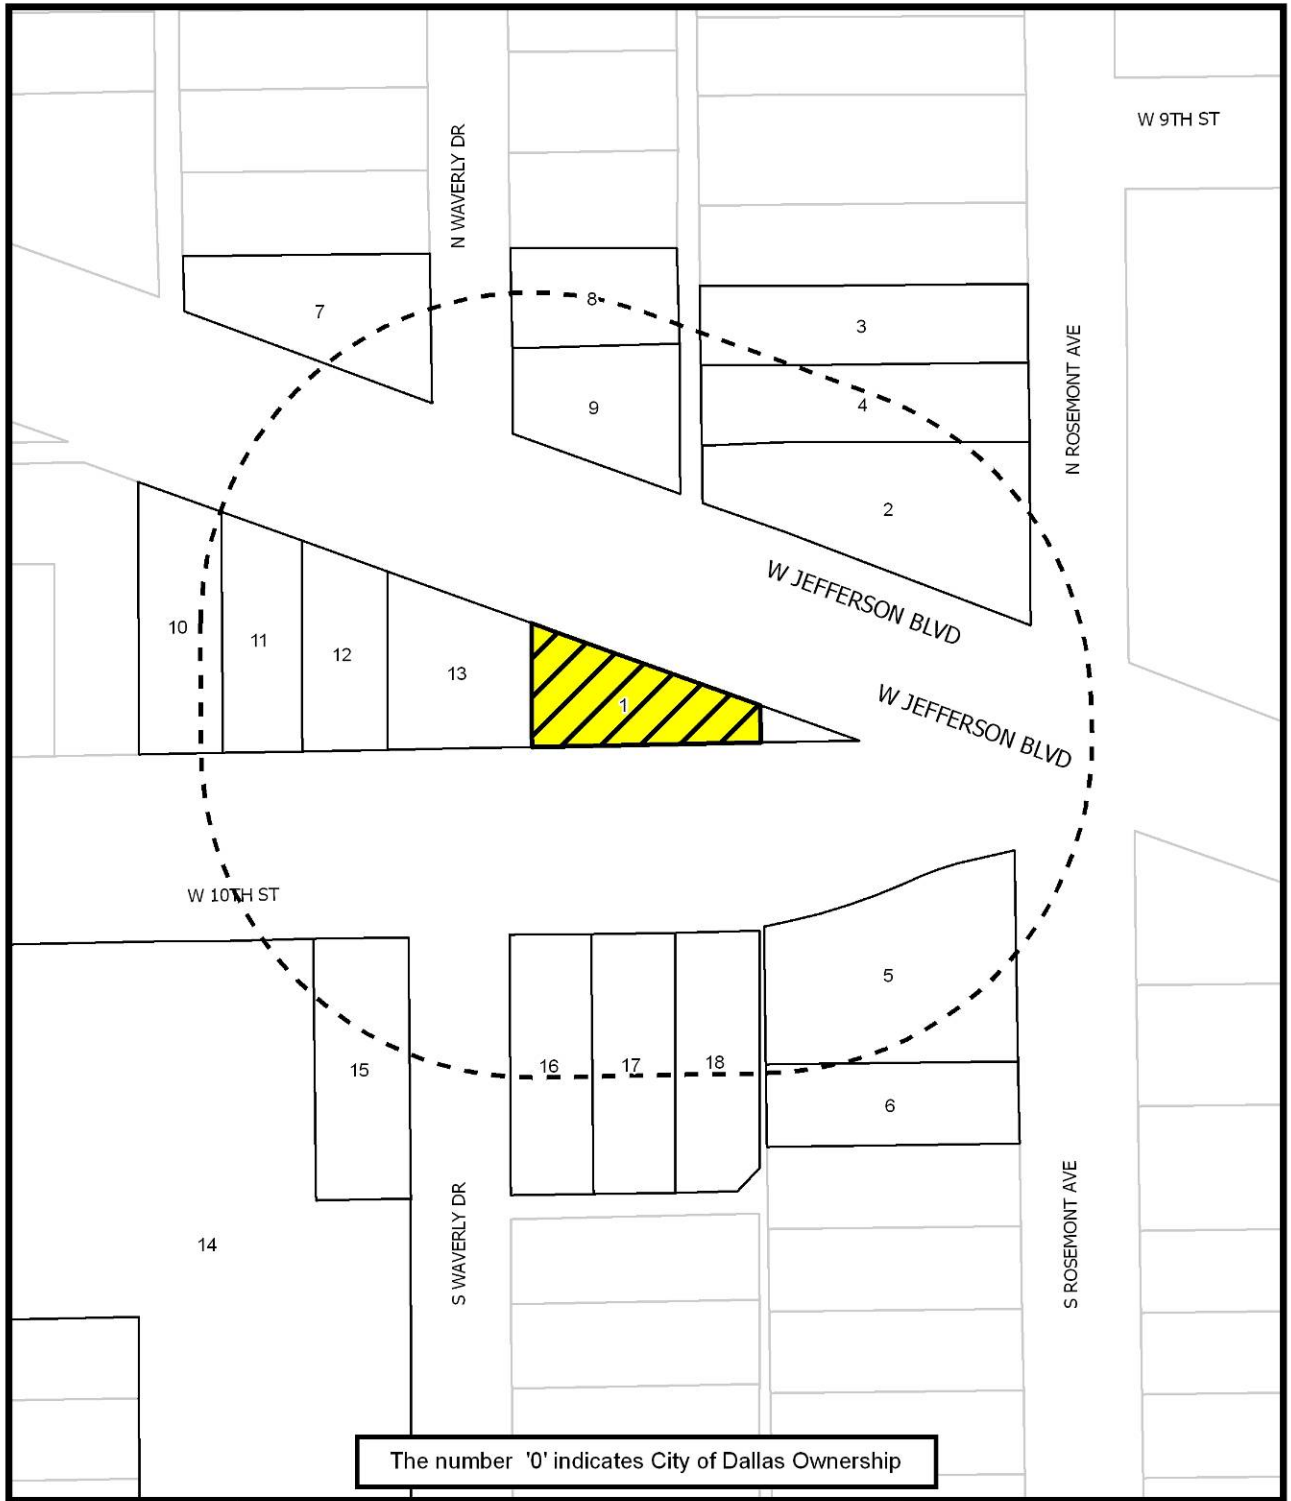 W 9TH ST
N WAVERLY DR
7
8
3
N ROSEMONT AVE
4
9
2
W JEFFERSON BLVD
10
11
12
13
1
W JEFFERSON BLVD
W 10TH ST
5
15
16
17
18
6
S WAVERLY DR
S ROSEMONT AVE
14
The number '0' indicates City of Dallas Ownership